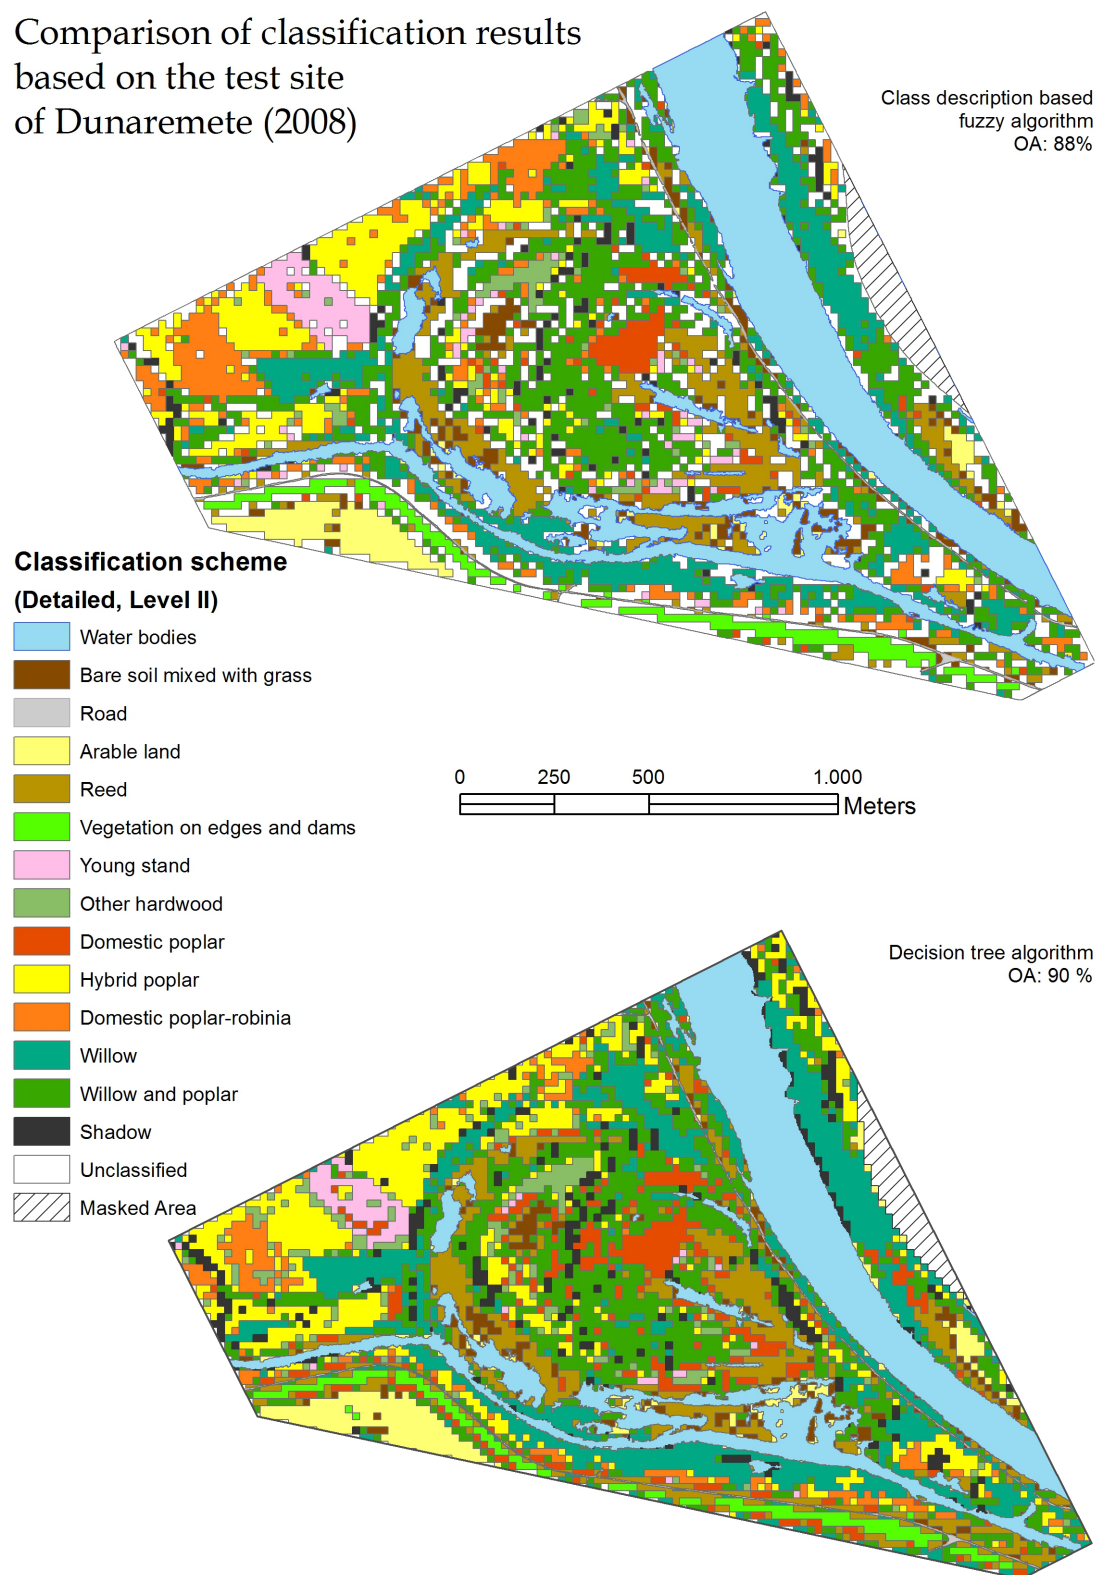 Comparison of classification results
based on the test site
of Dunaremete (2008)
Class description based
fuzzy algorithm
OA: 88%
Classification scheme
(Detailed, Level II)
Water bodies
Bare soil mixed with grass
Road
Arable land
Reed
Vegetation on edges and dams
Young stand
Other hardwood
Domestic poplar
Hybrid poplar
Domestic poplar-robinia
Willow
Willow and poplar
Shadow
Unclassified
Masked Area
0 250 500 1.000
Meters
Decision tree algorithm
OA: 90 %